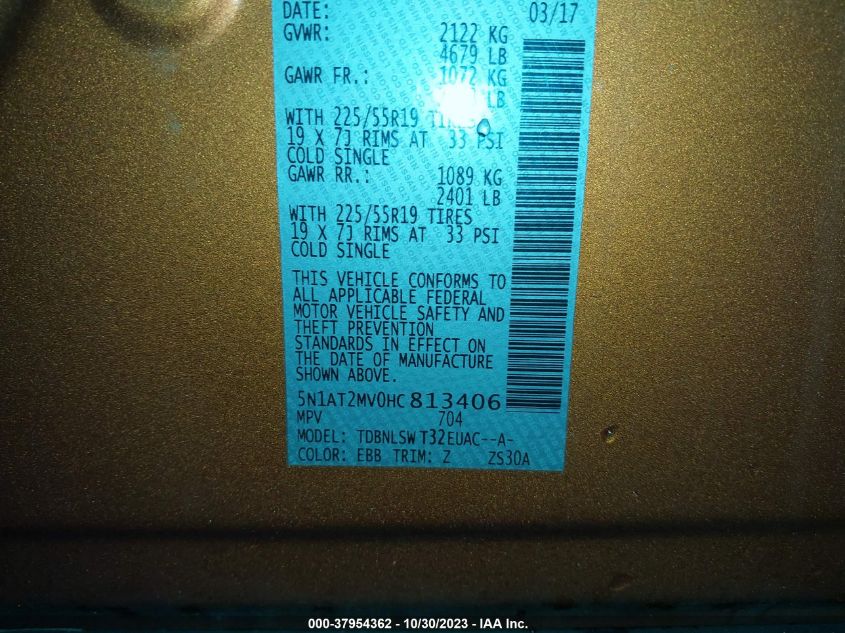 DATE: 03/17
GVWR: 2122 KG
4679 LB
GAWR FR.: 1072 KG
LB
WITH 225/55R19 TIRES
19 X 7J RIMS AT 33 PSI
COLD SINGLE
GAWR RR.: 1089 KG
2401 LB
WITH 225/55R19 TIRES
19 X 7J RIMS AT 33 PSI
COLD SINGLE
THIS VEHICLE CONFORMS TO
ALL APPLICABLE FEDERAL
MOTOR VEHICLE SAFETY AND
THEFT PREVENTION
STANDARDS IN EFFECT ON
THE DATE OF MANUFACTURE
SHOWN ABOVE.
5N1AT2MV0HC813406
MPV 704
MODEL: TDBNLSW T32EUAC--A-
COLOR: EBB TRIM: Z ZS30A
000-37954362 - 10/30/2023 - IAA Inc.